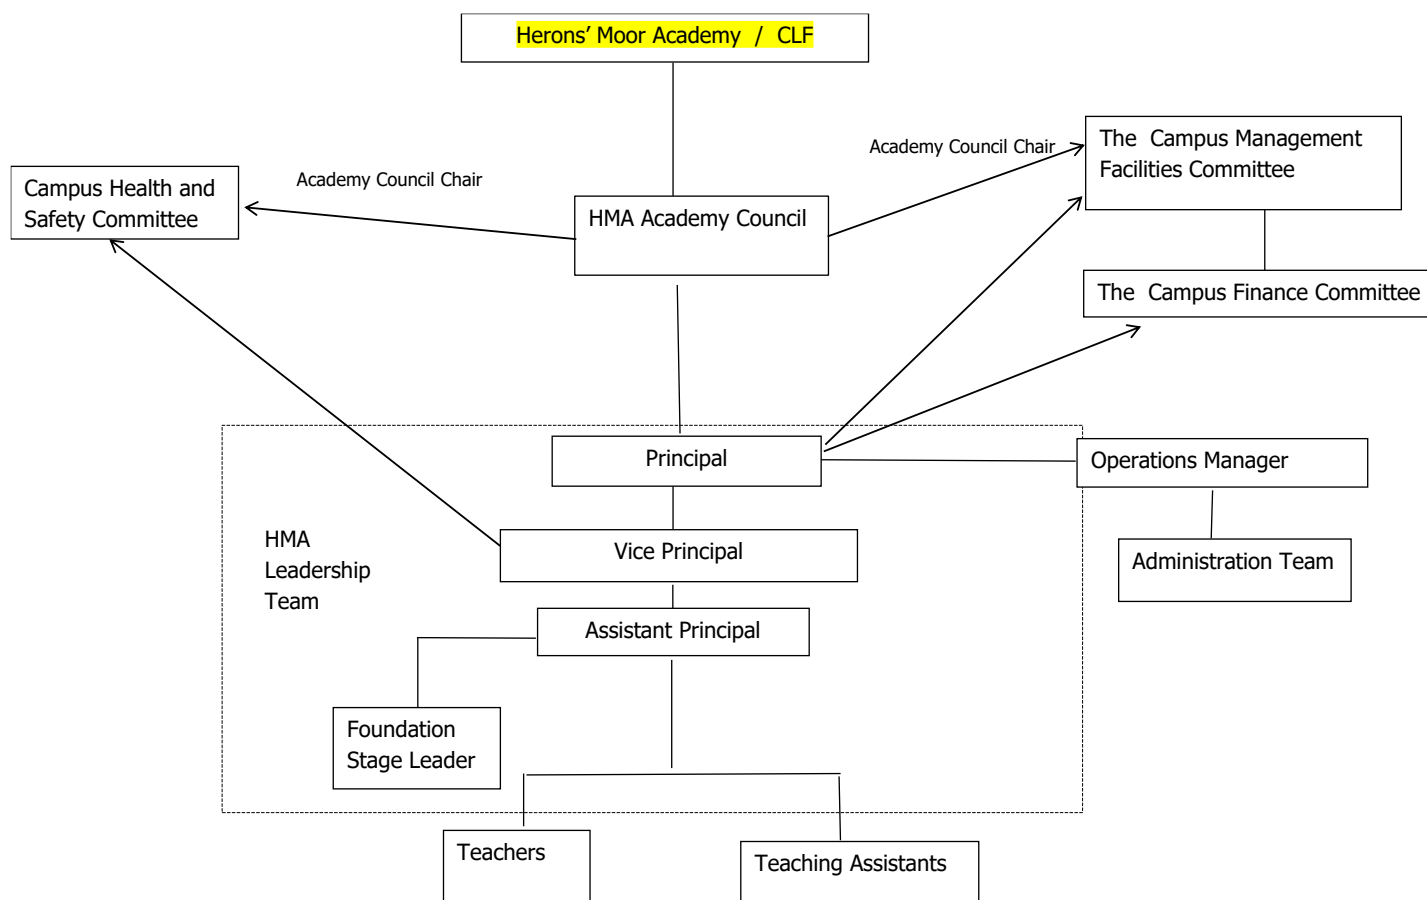 Herons’ Moor Academy / CLF
Academy Council Chair
The Campus Management
Facilities Committee
Academy Council Chair
Campus Health and
Safety Committee
HMA Academy Council
The Campus Finance Committee
Principal
Operations Manager
HMA
Leadership
Team
Vice Principal
Administration Team
Assistant Principal
Foundation
Stage Leader
Teachers
Teaching Assistants